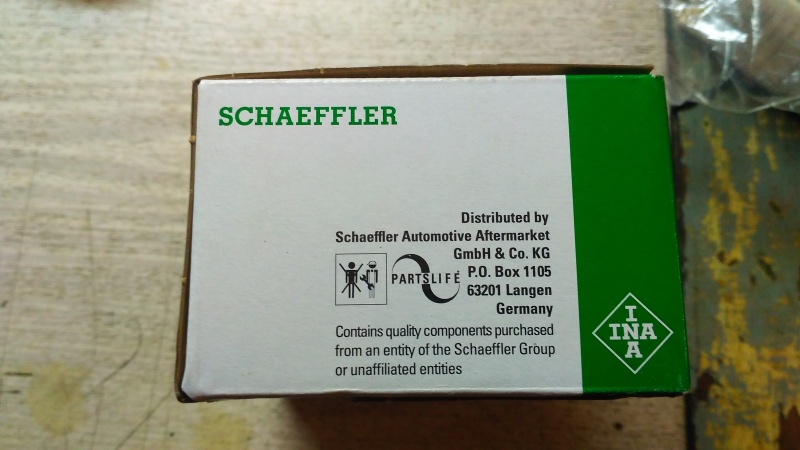 SCHAEFFLER
Distributed by
Schaeffler Automotive Aftermarket
GmbH & Co. KG
P.O. Box 1105
63201 Langen
Germany
PARTSLIFE
Contains quality components purchased
from an entity of the Schaeffler Group
or unaffiliated entities
I
INA
A